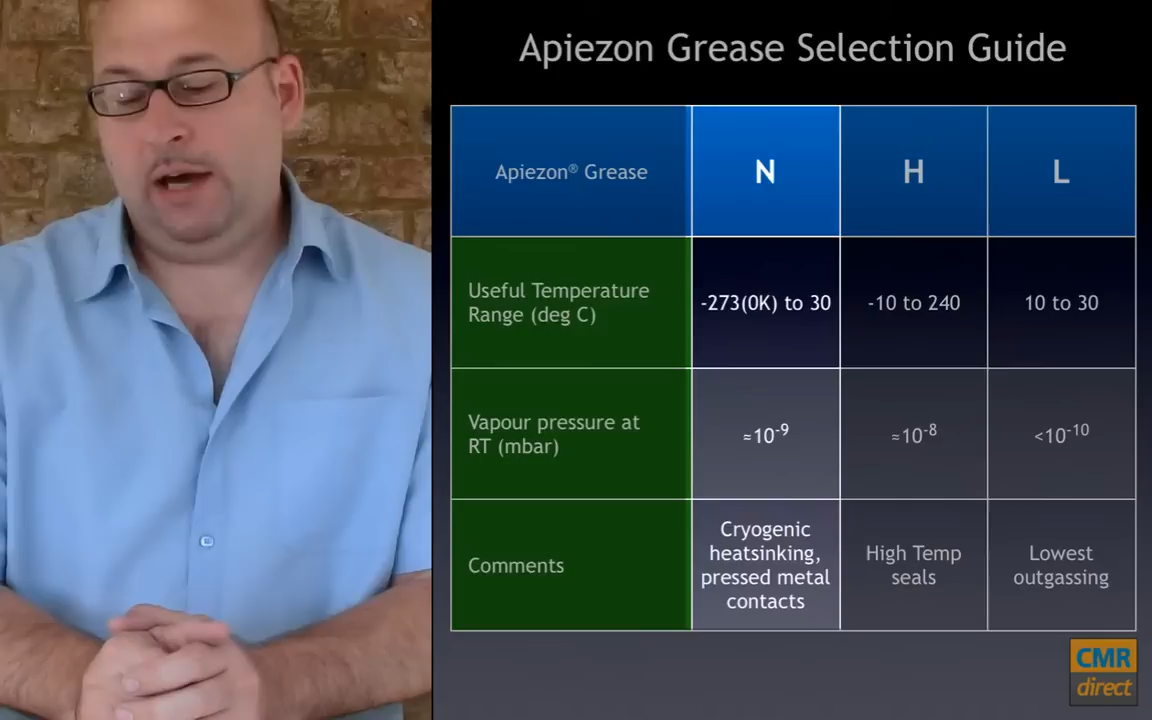 Apiezon Grease Selection Guide
Apiezon® Grease
N
H
L
Useful Temperature
Range (deg C)
-273(0K) to 30
-10 to 240
10 to 30
Vapour pressure at
RT (mbar)
≈10⁻⁹
≈10⁻⁸
<10⁻¹⁰
Comments
Cryogenic
heatsinking,
pressed metal
contacts
High Temp
seals
Lowest
outgassing
CMR
direct